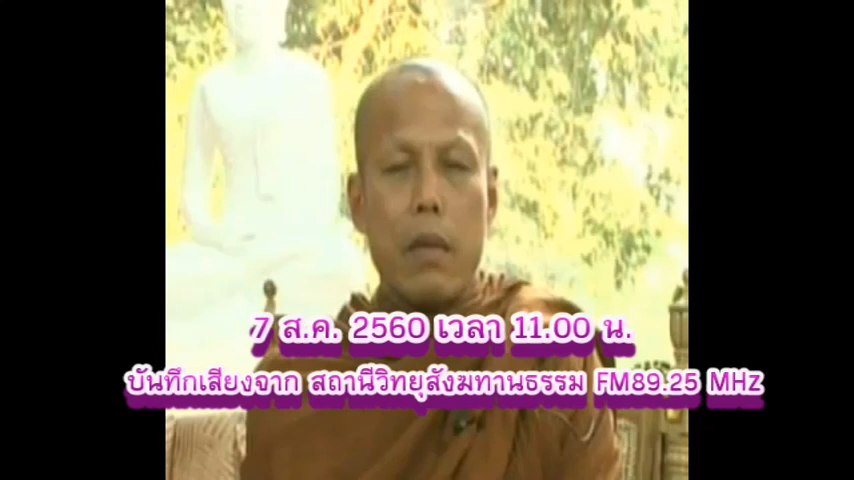 7 ส.ค. 2560 เวลา 11.00 น.
บันทึกเสียงจาก สถานีวิทยุสังฆทานธรรม FM89.25 MHz